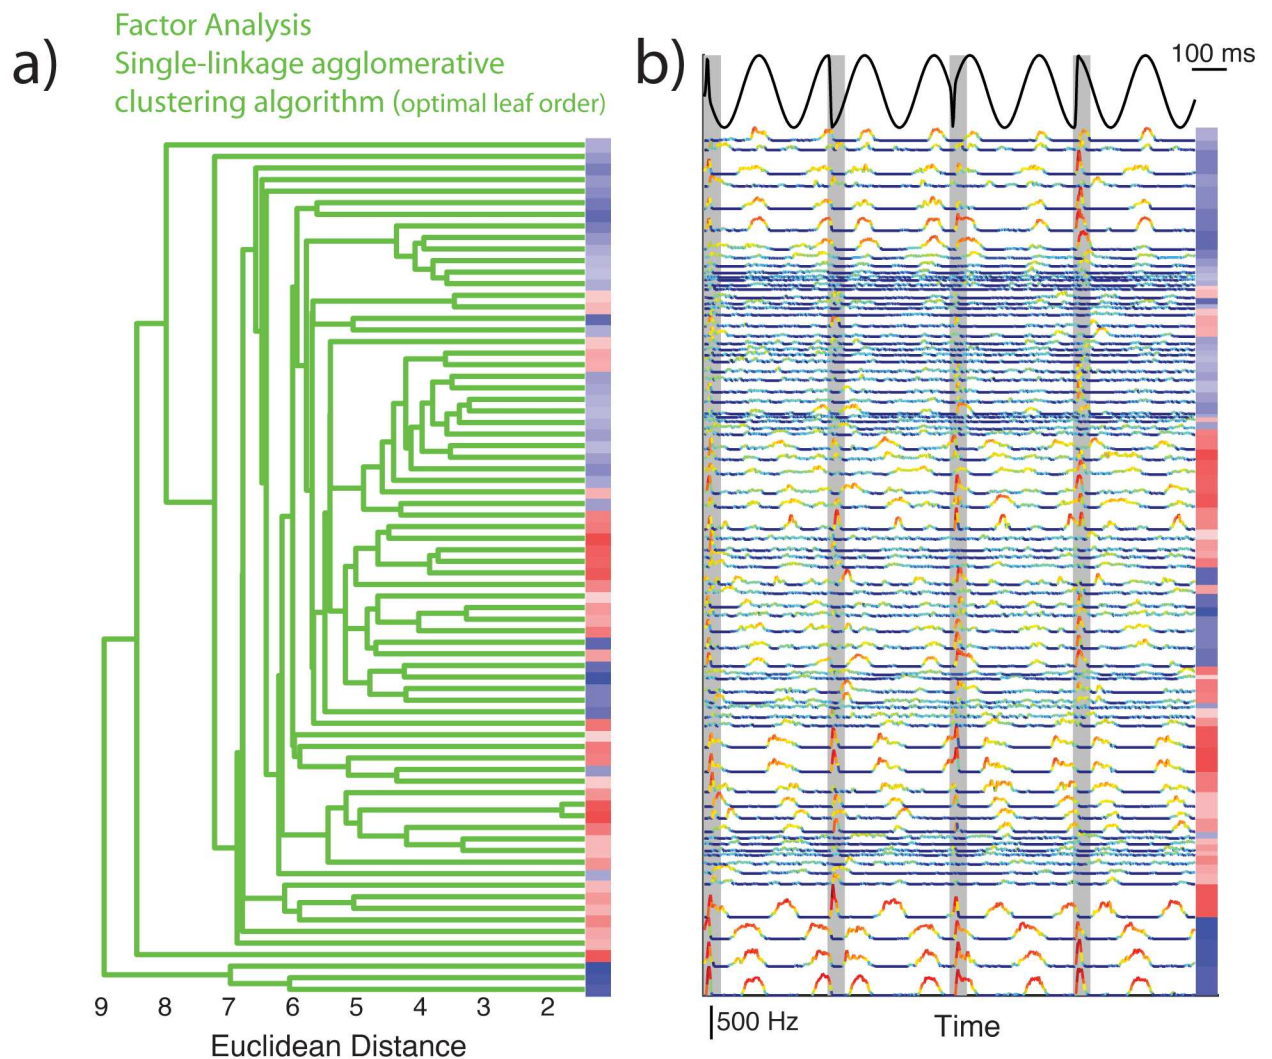 a)
Factor Analysis
Single-linkage agglomerative
clustering algorithm (optimal leaf order)
9 8 7 6 5 4 3 2
Euclidean Distance
b)
100 ms
500 Hz
Time